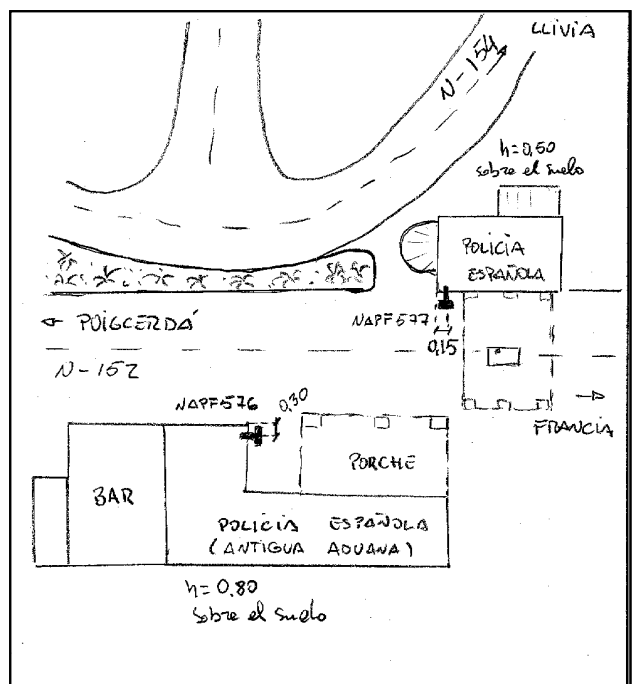 LLIVIA
N-154
h=0,50
sobre el suelo
POLICIA
ESPAÑOLA
← PUIGCERDÁ
NAPF577
0,15
N-152
NAPF576
0,30
FRANCIA
PORCHE
BAR
POLICIA ESPAÑOLA
(ANTIGUA ADUANA)
h=0,80
sobre el suelo